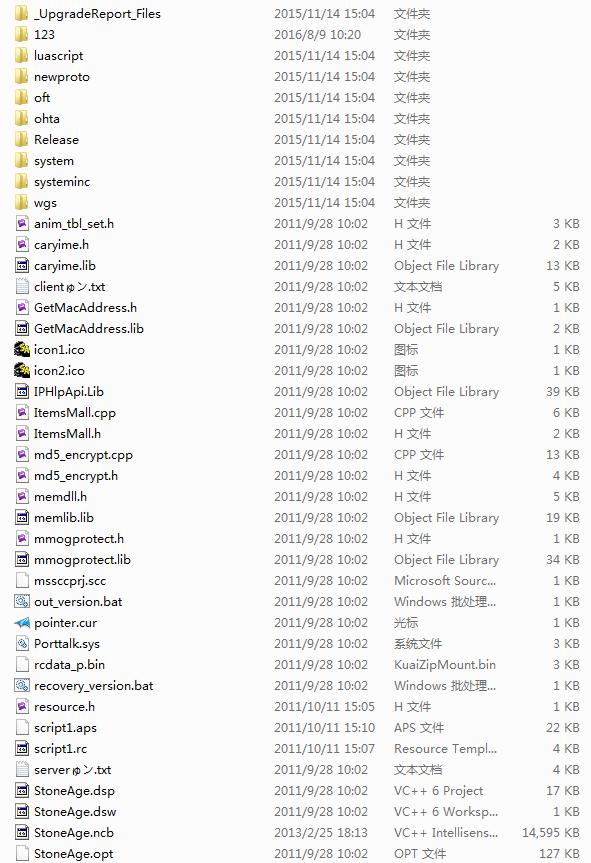 _UpgradeReport_Files 2015/11/14 15:04 文件夹
123 2016/8/9 10:20 文件夹
luascript 2015/11/14 15:04 文件夹
newproto 2015/11/14 15:04 文件夹
oft 2015/11/14 15:04 文件夹
ohta 2015/11/14 15:04 文件夹
Release 2015/11/14 15:04 文件夹
system 2015/11/14 15:04 文件夹
systeminc 2015/11/14 15:04 文件夹
wgs 2015/11/14 15:04 文件夹
anim_tbl_set.h 2011/9/28 10:02 H 文件 3 KB
caryime.h 2011/9/28 10:02 H 文件 2 KB
caryime.lib 2011/9/28 10:02 Object File Library 13 KB
clientゅン.txt 2011/9/28 10:02 文本文档 5 KB
GetMacAddress.h 2011/9/28 10:02 H 文件 1 KB
GetMacAddress.lib 2011/9/28 10:02 Object File Library 2 KB
icon1.ico 2011/9/28 10:02 图标 1 KB
icon2.ico 2011/9/28 10:02 图标 1 KB
IPHlpApi.Lib 2011/9/28 10:02 Object File Library 39 KB
ItemsMall.cpp 2011/9/28 10:02 CPP 文件 6 KB
ItemsMall.h 2011/9/28 10:02 H 文件 2 KB
md5_encrypt.cpp 2011/9/28 10:02 CPP 文件 13 KB
md5_encrypt.h 2011/9/28 10:02 H 文件 4 KB
memdll.h 2011/9/28 10:02 H 文件 5 KB
memlib.lib 2011/9/28 10:02 Object File Library 19 KB
mmogprotect.h 2011/9/28 10:02 H 文件 1 KB
mmogprotect.lib 2011/9/28 10:02 Object File Library 34 KB
mssccprj.scc 2011/9/28 10:02 Microsoft Sourc... 1 KB
out_version.bat 2011/9/28 10:02 Windows 批处理... 1 KB
pointer.cur 2011/9/28 10:02 光标 1 KB
Porttalk.sys 2011/9/28 10:02 系统文件 3 KB
rcdata_p.bin 2011/9/28 10:02 KuaiZipMount.bin 3 KB
recovery_version.bat 2011/9/28 10:02 Windows 批处理... 1 KB
resource.h 2011/10/11 15:05 H 文件 1 KB
script1.aps 2011/10/11 15:10 APS 文件 22 KB
script1.rc 2011/10/11 15:07 Resource Templ... 4 KB
serverゅン.txt 2011/9/28 10:02 文本文档 4 KB
StoneAge.dsp 2011/9/28 10:02 VC++ 6 Project 17 KB
StoneAge.dsw 2011/9/28 10:02 VC++ 6 Worksp... 1 KB
StoneAge.ncb 2013/2/25 18:13 VC++ Intellisens... 14,595 KB
StoneAge.opt 2011/9/28 10:02 OPT 文件 127 KB